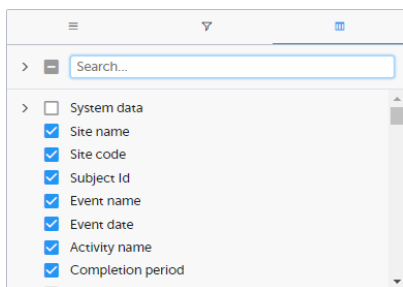 Search...
System data
Site name
Site code
Subject Id
Event name
Event date
Activity name
Completion period